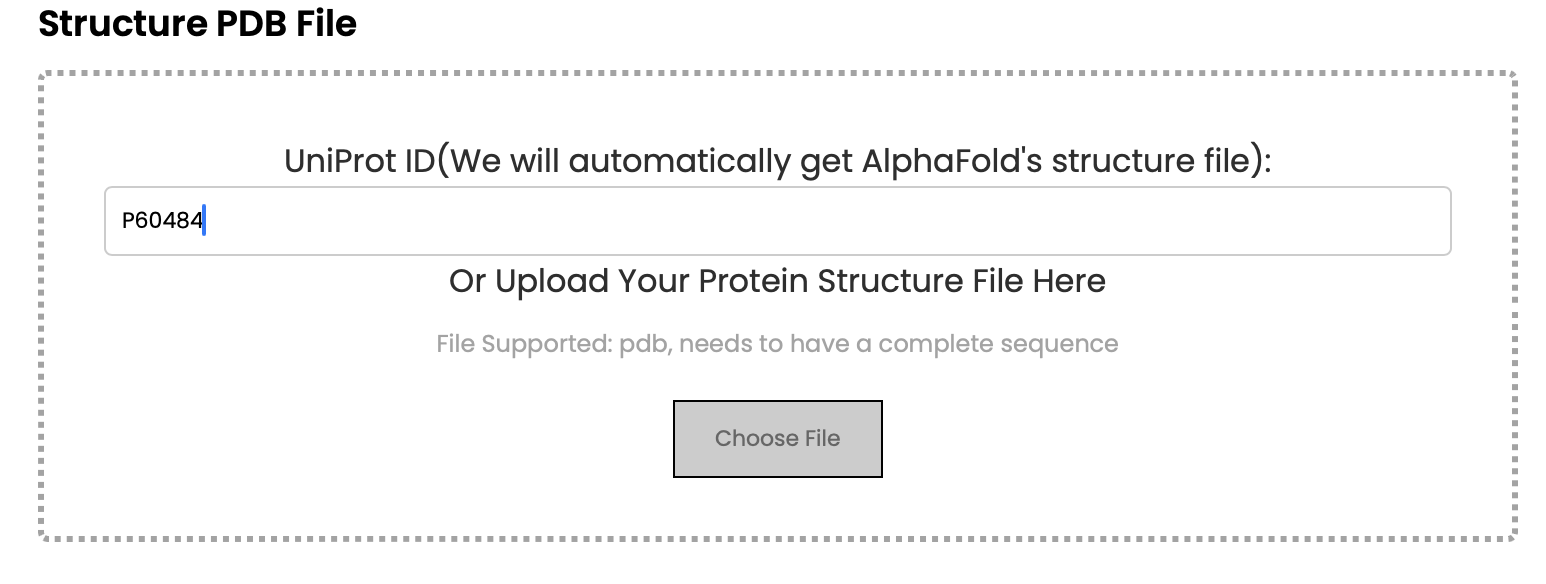 Structure PDB File
UniProt ID(We will automatically get AlphaFold's structure file):
P60484
Or Upload Your Protein Structure File Here
File Supported: pdb, needs to have a complete sequence
Choose File